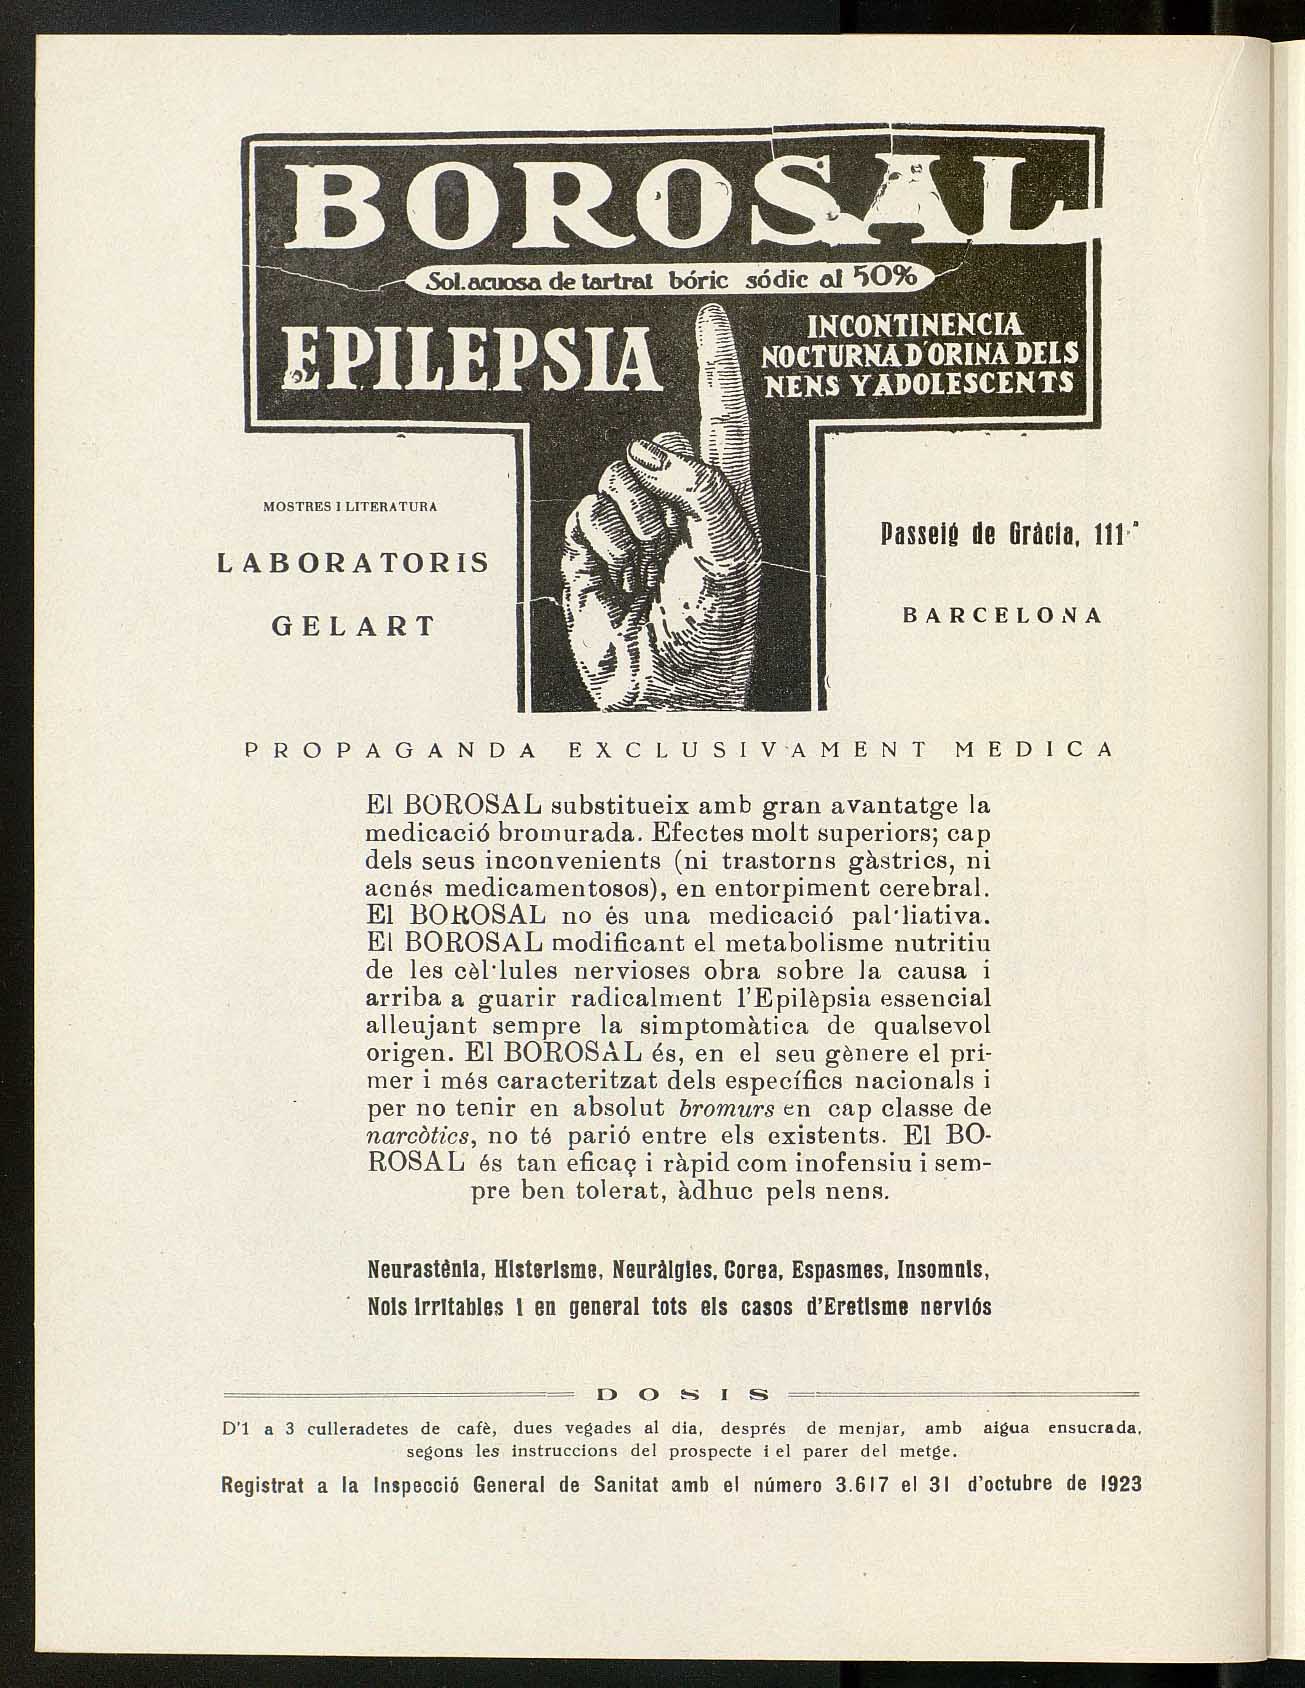 BOROSAL
Sol. acuosa de tartrat bóric sódic al 50%
EPILEPSIA
INCONTINENCIA
NOCTURNA D'ORINA DELS
NENS Y ADOLESCENTS
MOSTRES I LITERATURA
LABORATORIS
GELART
Passeig de Gràcia, 111
BARCELONA
PROPAGANDA EXCLUSIVAMENT MEDICA
El BOROSAL substitueix amb gran avantatge la
medicació bromurada. Efectes molt superiors; cap
dels seus inconvenients (ni trastorns gàstrics, ni
acnés medicamentosos), en entorpiment cerebral.
El BOROSAL no és una medicació pal·liativa.
El BOROSAL modificant el metabolisme nutritiu
de les cèl·lules nervioses obra sobre la causa i
arriba a guarir radicalment l'Epilèpsia essencial
alleujant sempre la simptomàtica de qualsevol
origen. El BOROSAL és, en el seu gènere el pri-
mer i més caracteritzat dels específics nacionals i
per no tenir en absolut bromurs en cap classe de
narcòtics, no té parió entre els existents. El BO-
ROSAL és tan eficaç i ràpid com inofensiu i sem-
pre ben tolerat, àdhuc pels nens.
Neurastènia, Histerisme, Neuràlgies, Corea, Espasmes, Insomnis,
Nois irritables i en general tots els casos d'Eretisme nerviós
DOSIS
D'1 a 3 culleradetes de cafè, dues vegades al dia, després de menjar, amb aigua ensucrada,
segons les instruccions del prospecte i el parer del metge.
Registrat a la Inspecció General de Sanitat amb el número 3.617 el 31 d'octubre de 1923